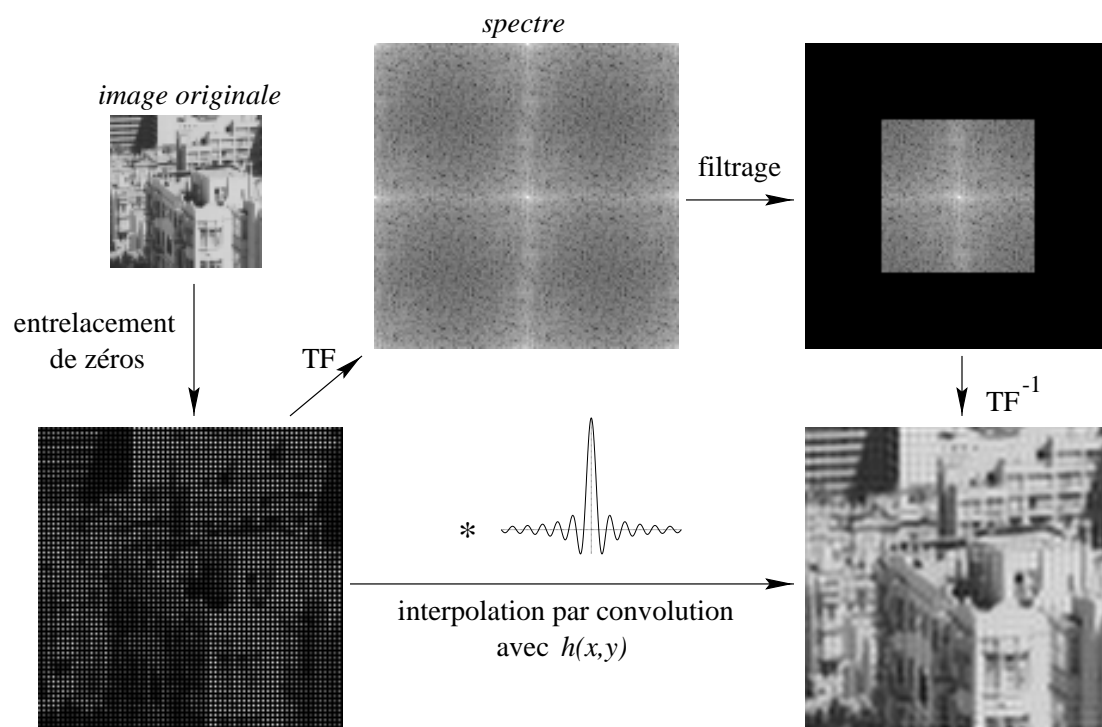 spectre
image originale
filtrage
entrelacement
de zéros
TF
TF⁻¹
*
interpolation par convolution
avec h(x,y)